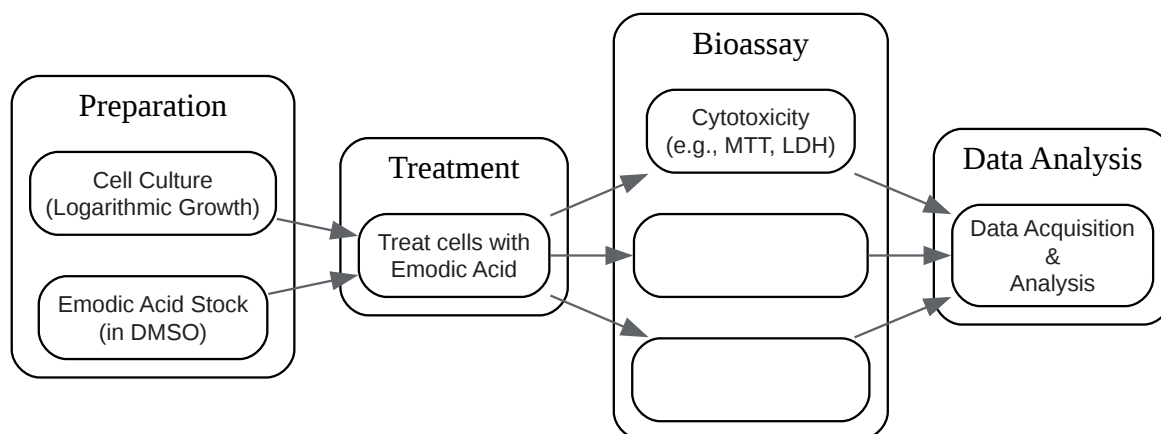 Preparation
Cell Culture
(Logarithmic Growth)
Emodic Acid Stock
(in DMSO)
Treatment
Treat cells with
Emodic Acid
Bioassay
Cytotoxicity
(e.g., MTT, LDH)
Data Analysis
Data Acquisition
&
Analysis